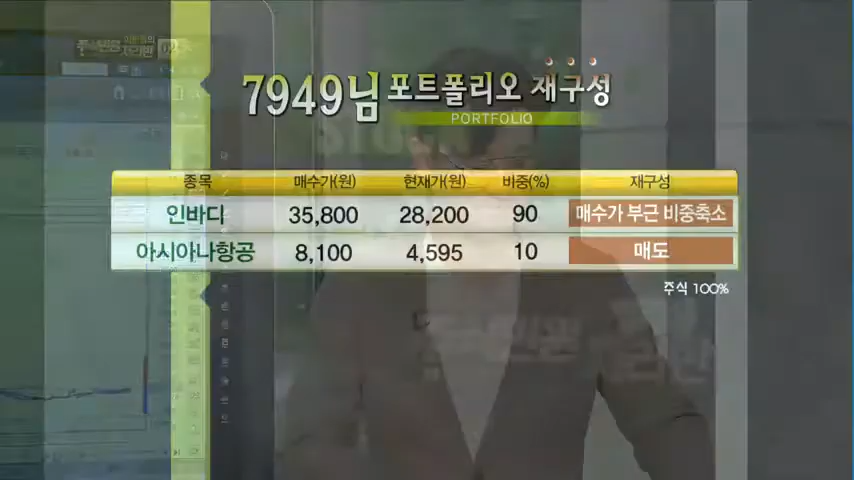 7949님 포트폴리오 재구성
PORTFOLIO
종목 매수가(원) 현재가(원) 비중(%) 재구성
인바디 35,800 28,200 90 매수가 부근 비중축소
아시아나항공 8,100 4,595 10 매도
주식 100%